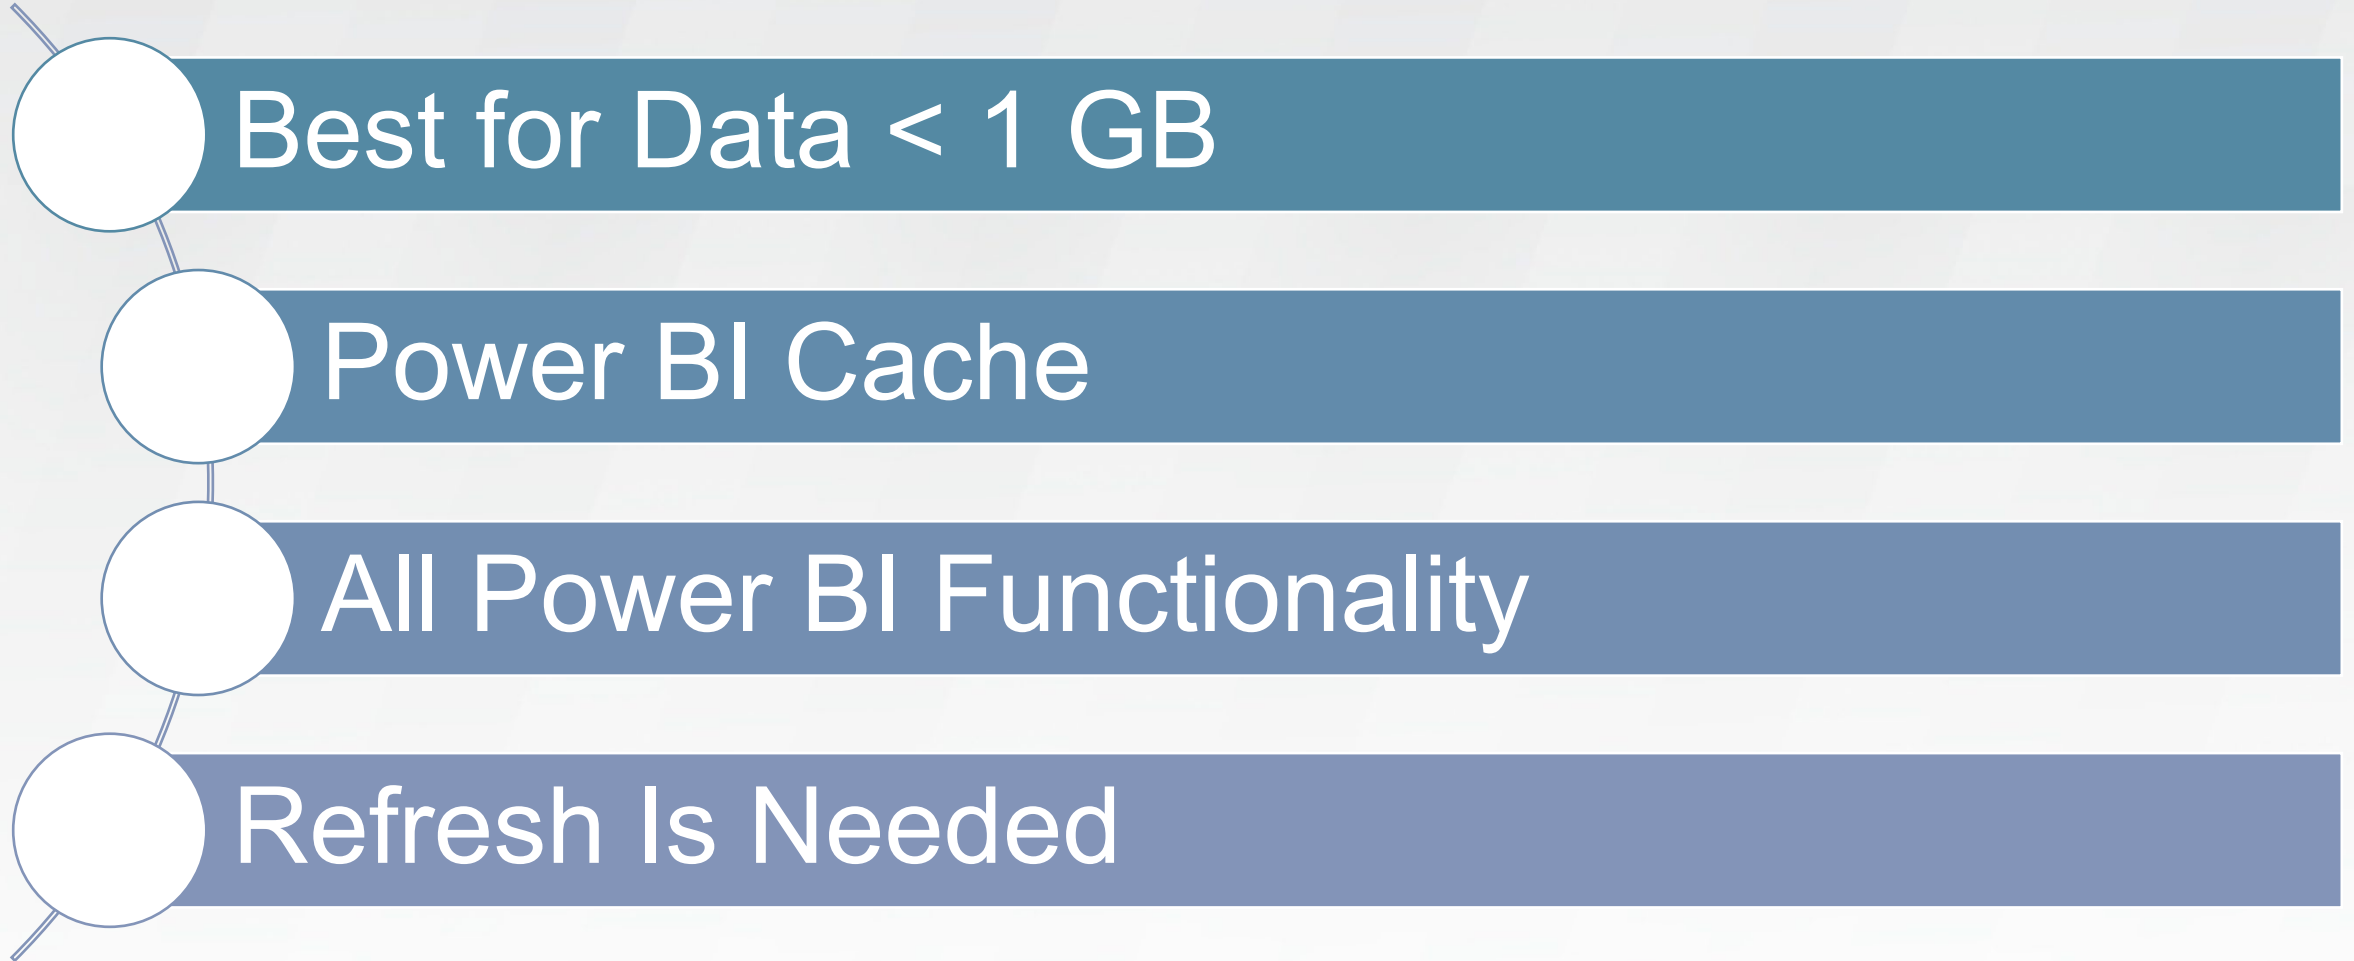 Best for Data < 1 GB
Power BI Cache
All Power BI Functionality
Refresh Is Needed